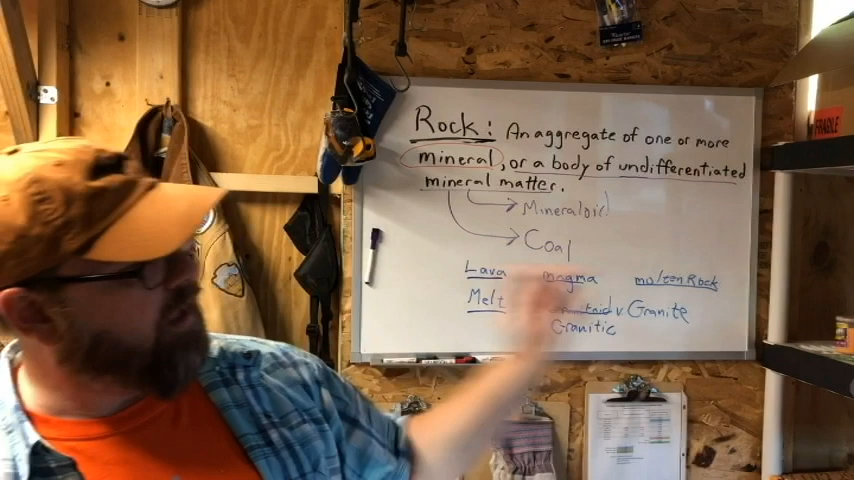 Rock: An aggregate of one or more
mineral, or a body of undifferentiated
mineral matter.
Mineraloid
Coal
Lava magma molten Rock
Melt v. Granite
Granitic
FRAGILE